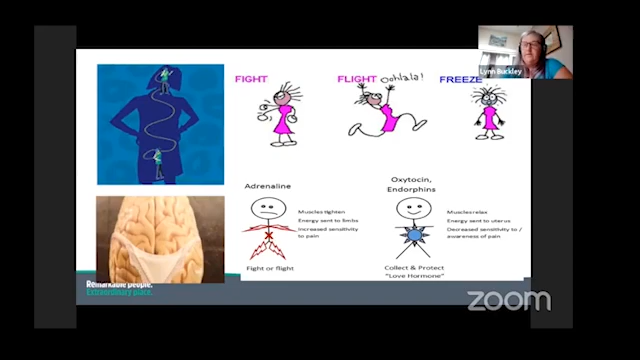 Lynn Buckley
FIGHT
FLIGHT
Oohlala!
FREEZE
Adrenaline
Muscles tighten
Energy sent to limbs
Increased sensitivity
to pain
Fight or flight
Oxytocin,
Endorphins
Muscles relax
Energy sent to uterus
Decreased sensitivity to /
awareness of pain
Collect & Protect
"Love Hormone"
Remarkable people.
Extraordinary place.
zoom